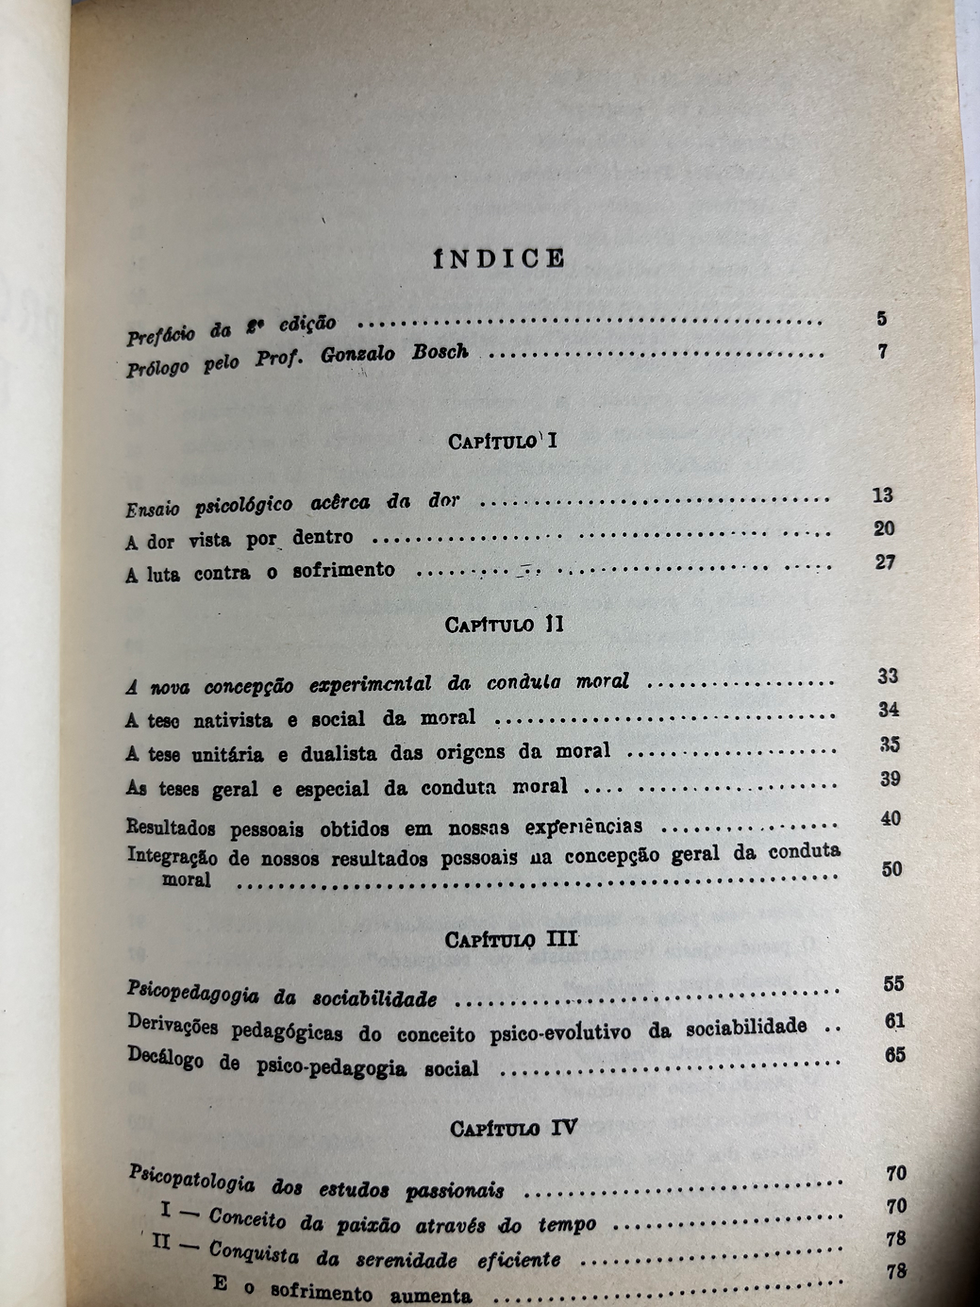 ÍNDICE
Prefácio da 2ª edição ........................................ 5
Prólogo pelo Prof. Gonzalo Bosch ................................ 7
CAPÍTULO I
Ensaio psicológico acêrca da dor ................................ 13
A dor vista por dentro ........................................ 20
A luta contra o sofrimento ..................................... 27
CAPÍTULO II
A nova concepção experimental da conduta moral .................. 33
A tese nativista e social da moral ................................ 34
A tese unitária e dualista das origens da moral .................... 35
As teses geral e especial da conduta moral ....................... 39
Resultados pessoais obtidos em nossas experiências ................. 40
Integração de nossos resultados pessoais na concepção geral da conduta
moral ........................................................ 50
CAPÍTULO III
Psicopedagogia da sociabilidade ................................... 55
Derivações pedagógicas do conceito psico-evolutivo da sociabilidade .. 61
Decálogo de psico-pedagogia social ................................ 65
CAPÍTULO IV
Psicopatologia dos estudos passionais .............................. 70
I — Conceito da paixão através do tempo ...................... 70
II — Conquista da serenidade eficiente ......................... 78
E o sofrimento aumenta ................................... 78